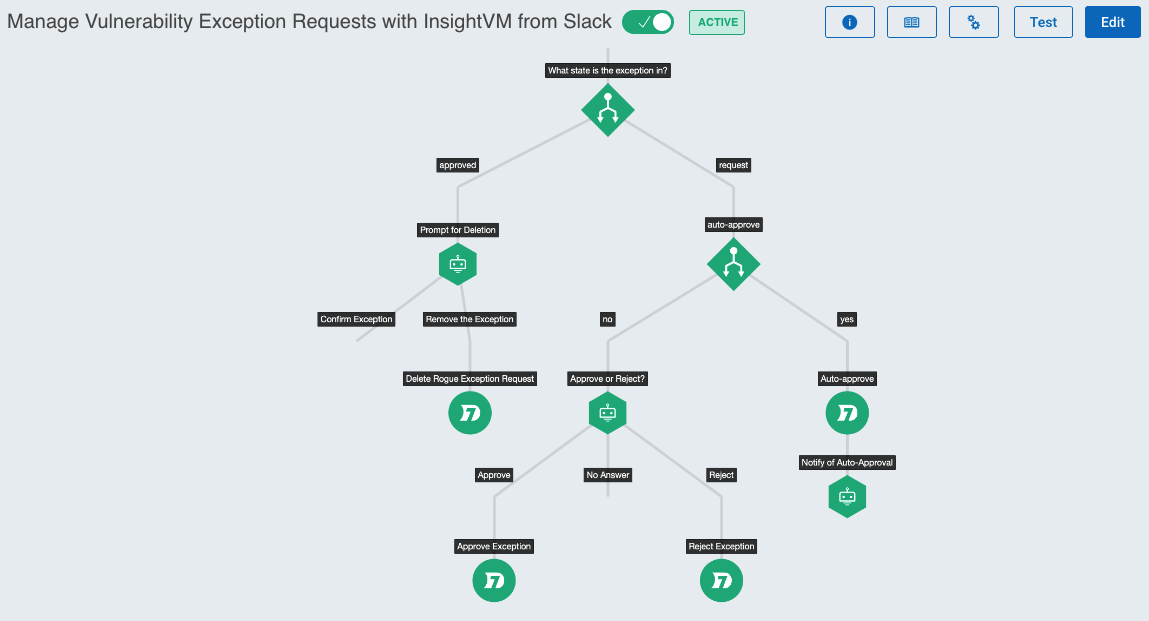 Manage Vulnerability Exception Requests with InsightVM from Slack
ACTIVE
Test
Edit
What state is the exception in?
approved
request
Prompt for Deletion
auto-approve
Confirm Exception
Remove the Exception
no
yes
Delete Rogue Exception Request
Approve or Reject?
Auto-approve
Notify of Auto-Approval
Approve
No Answer
Reject
Approve Exception
Reject Exception